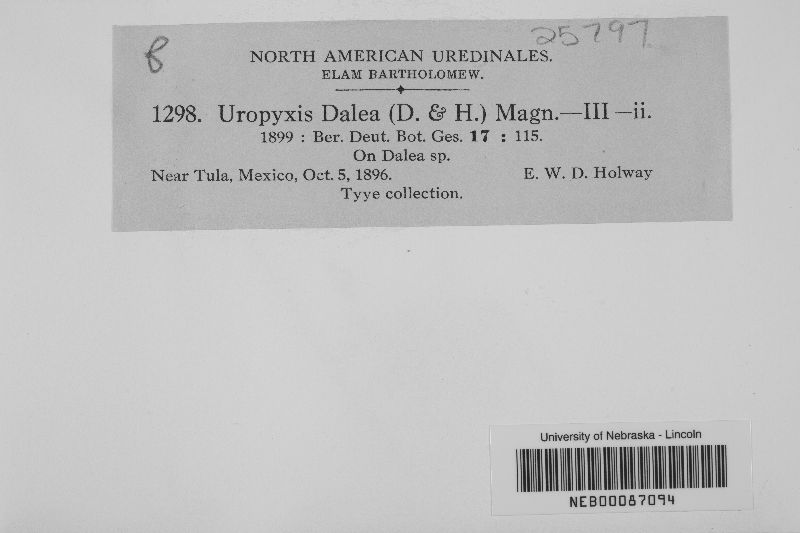 25797
B
NORTH AMERICAN UREDINALES.
ELAM BARTHOLOMEW.
1298. Uropyxis Dalea (D. & H.) Magn.—III—ii.
1899 : Ber. Deut. Bot. Ges. 17 : 115.
On Dalea sp.
Near Tula, Mexico, Oct. 5, 1896. E. W. D. Holway
Tyye collection.
University of Nebraska - Lincoln
NEB00087094